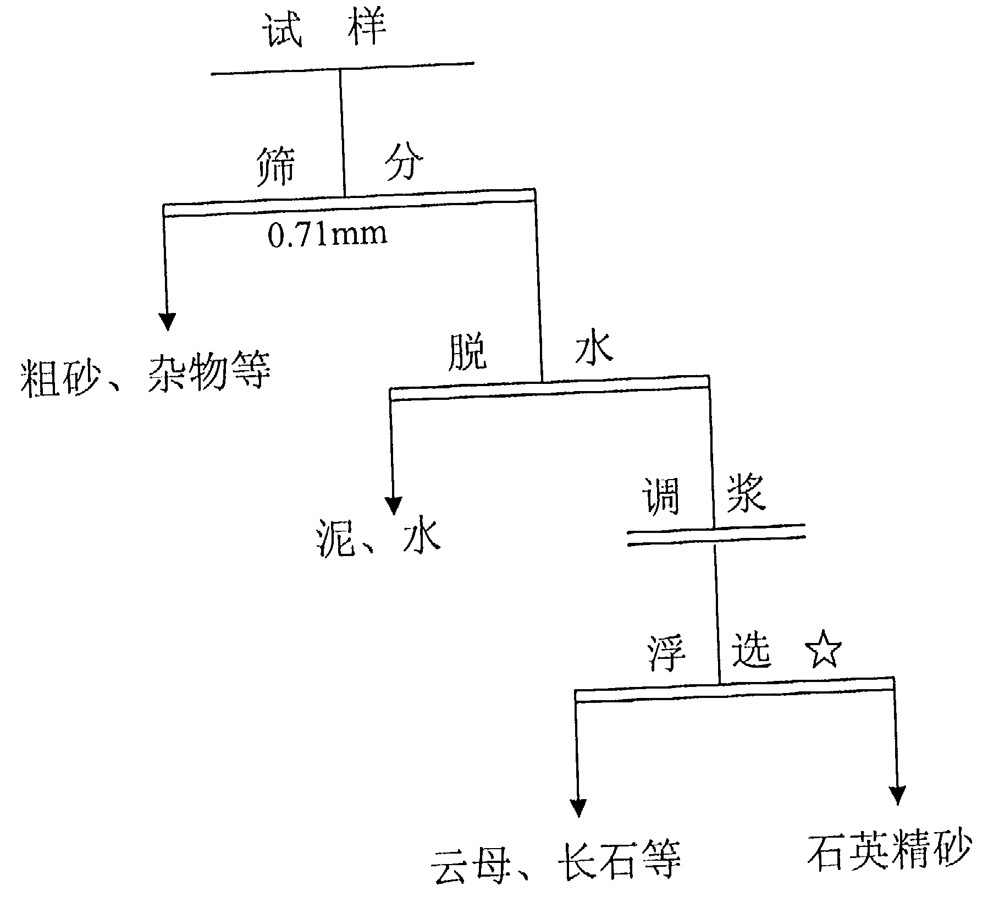 试 样
筛 分
0.71mm
粗砂、杂物等
脱 水
泥、水
调 浆
浮 选 ☆
云母、长石等
石英精砂